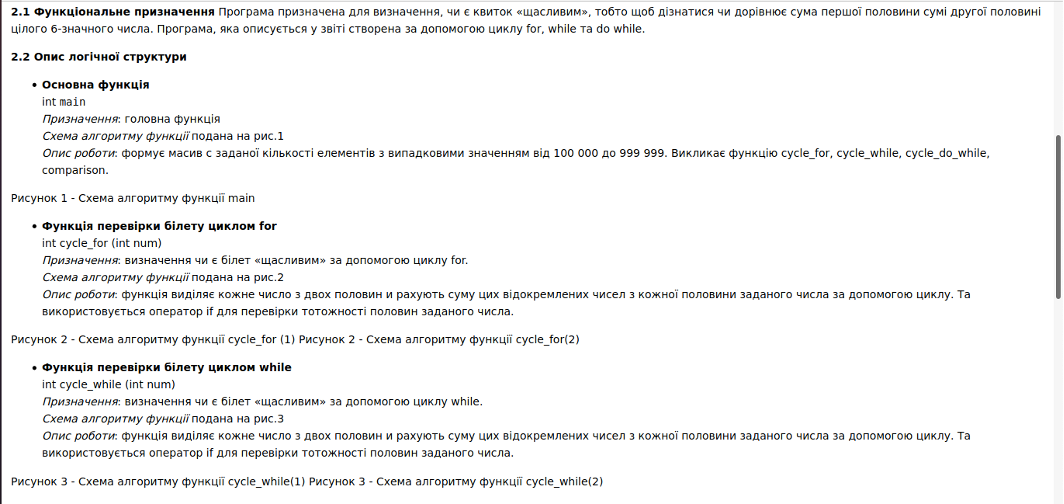 2.1 Функціональне призначення Програма призначена для визначення, чи є квиток «щасливим», тобто щоб дізнатися чи дорівнює сума першої половини сумі другої половині
цілого 6-значного числа. Програма, яка описується у звіті створена за допомогою циклу for, while та do while.
2.2 Опис логічної структури
• Основна функція
int main
Призначення: головна функція
Схема алгоритму функції подана на рис.1
Опис роботи: формує масив с заданої кількості елементів з випадковими значенням від 100 000 до 999 999. Викликає функцію cycle_for, cycle_while, cycle_do_while,
comparison.
Рисунок 1 - Схема алгоритму функції main
• Функція перевірки білету циклом for
int cycle_for (int num)
Призначення: визначення чи є білет «щасливим» за допомогою циклу for.
Схема алгоритму функції подана на рис.2
Опис роботи: функція виділяє кожне число з двох половин и рахують суму цих відокремлених чисел з кожної половини заданого числа за допомогою циклу. Та
використовується оператор if для перевірки тотожності половин заданого числа.
Рисунок 2 - Схема алгоритму функції cycle_for (1) Рисунок 2 - Схема алгоритму функції cycle_for(2)
• Функція перевірки білету циклом while
int cycle_while (int num)
Призначення: визначення чи є білет «щасливим» за допомогою циклу while.
Схема алгоритму функції подана на рис.3
Опис роботи: функція виділяє кожне число з двох половин и рахують суму цих відокремлених чисел з кожної половини заданого числа за допомогою циклу. Та
використовується оператор if для перевірки тотожності половин заданого числа.
Рисунок 3 - Схема алгоритму функції cycle_while(1) Рисунок 3 - Схема алгоритму функції cycle_while(2)